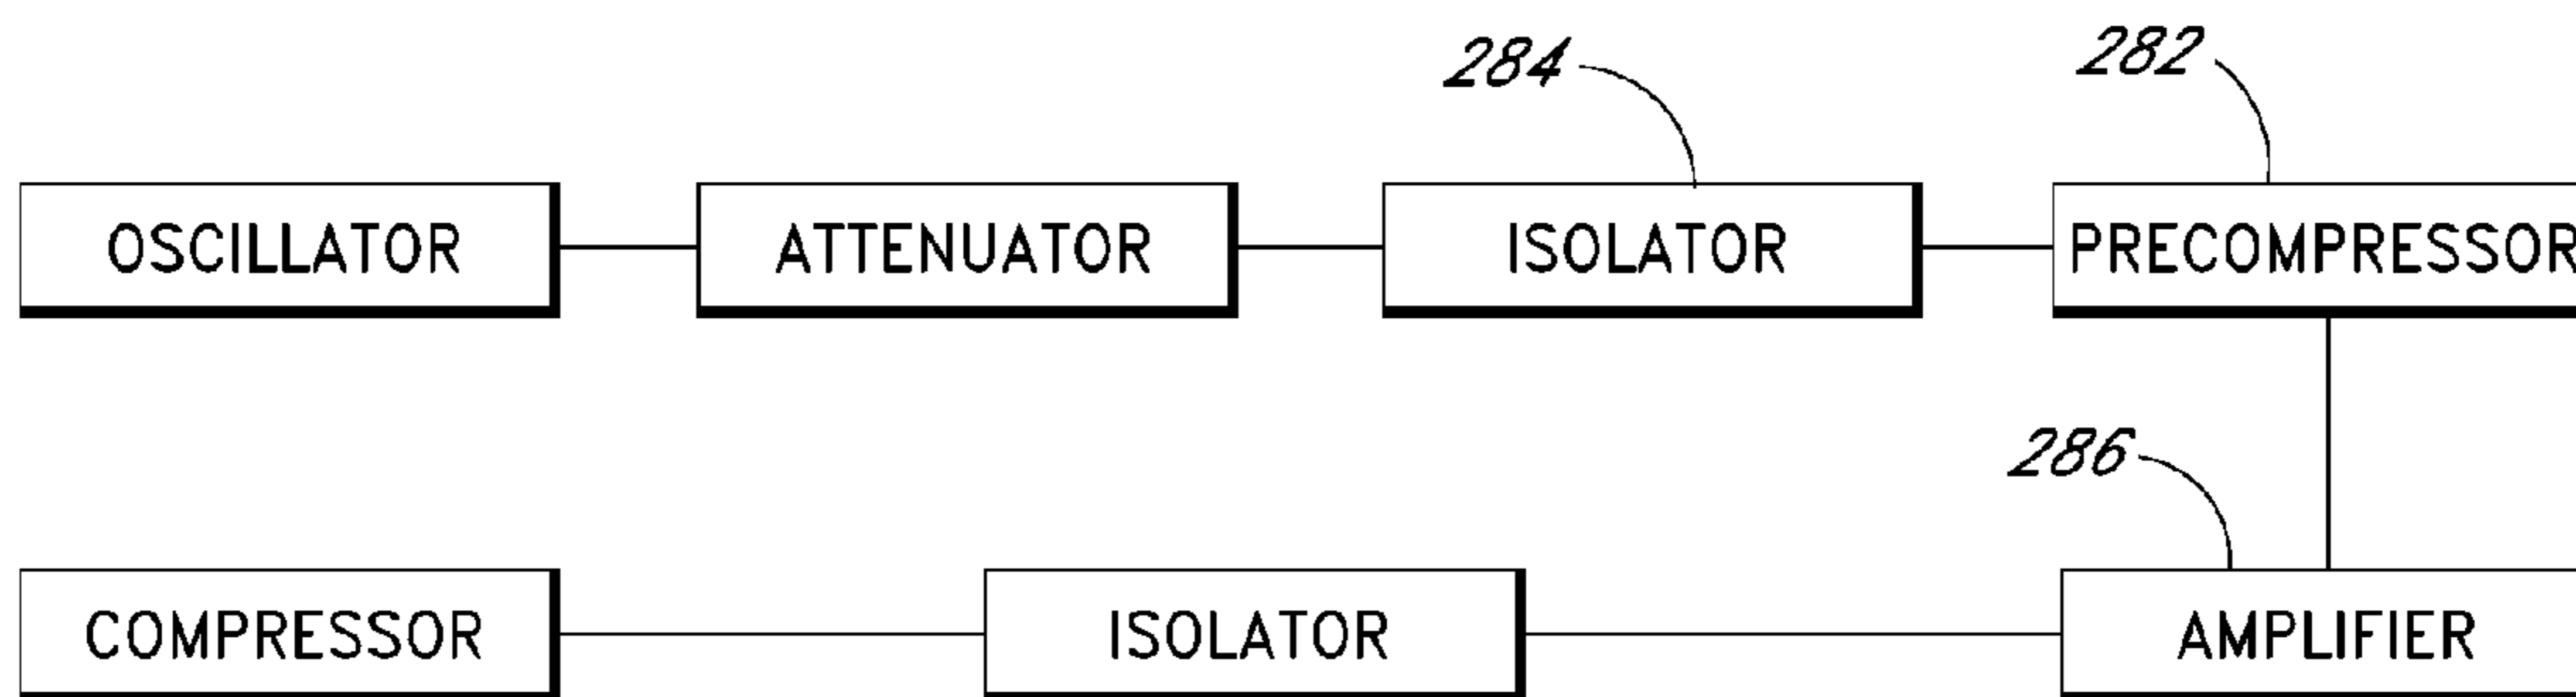 284
282
OSCILLATOR
ATTENUATOR
ISOLATOR
PRECOMPRESSOR
286
COMPRESSOR
ISOLATOR
AMPLIFIER